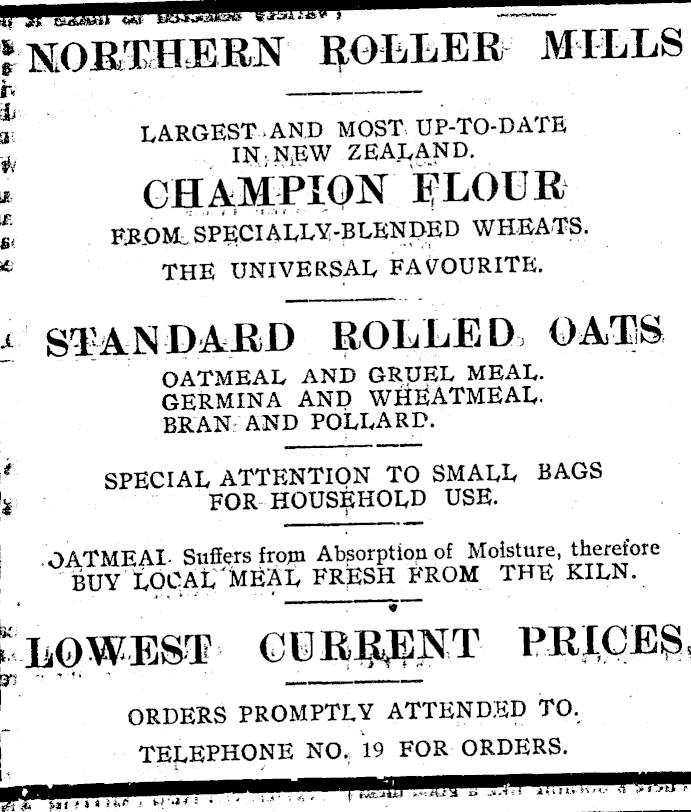 NORTHERN ROLLER MILLS
LARGEST AND MOST UP-TO-DATE
IN NEW ZEALAND.
CHAMPION FLOUR
FROM SPECIALLY-BLENDED WHEATS.
THE UNIVERSAL FAVOURITE.
STANDARD ROLLED OATS
OATMEAL AND GRUEL MEAL.
GERMINA AND WHEATMEAL.
BRAN AND POLLARD.
SPECIAL ATTENTION TO SMALL BAGS
FOR HOUSEHOLD USE.
OATMEAL Suffers from Absorption of Moisture, therefore
BUY LOCAL MEAL FRESH FROM THE KILN.
LOWEST CURRENT PRICES.
ORDERS PROMPTLY ATTENDED TO.
TELEPHONE NO. 19 FOR ORDERS.